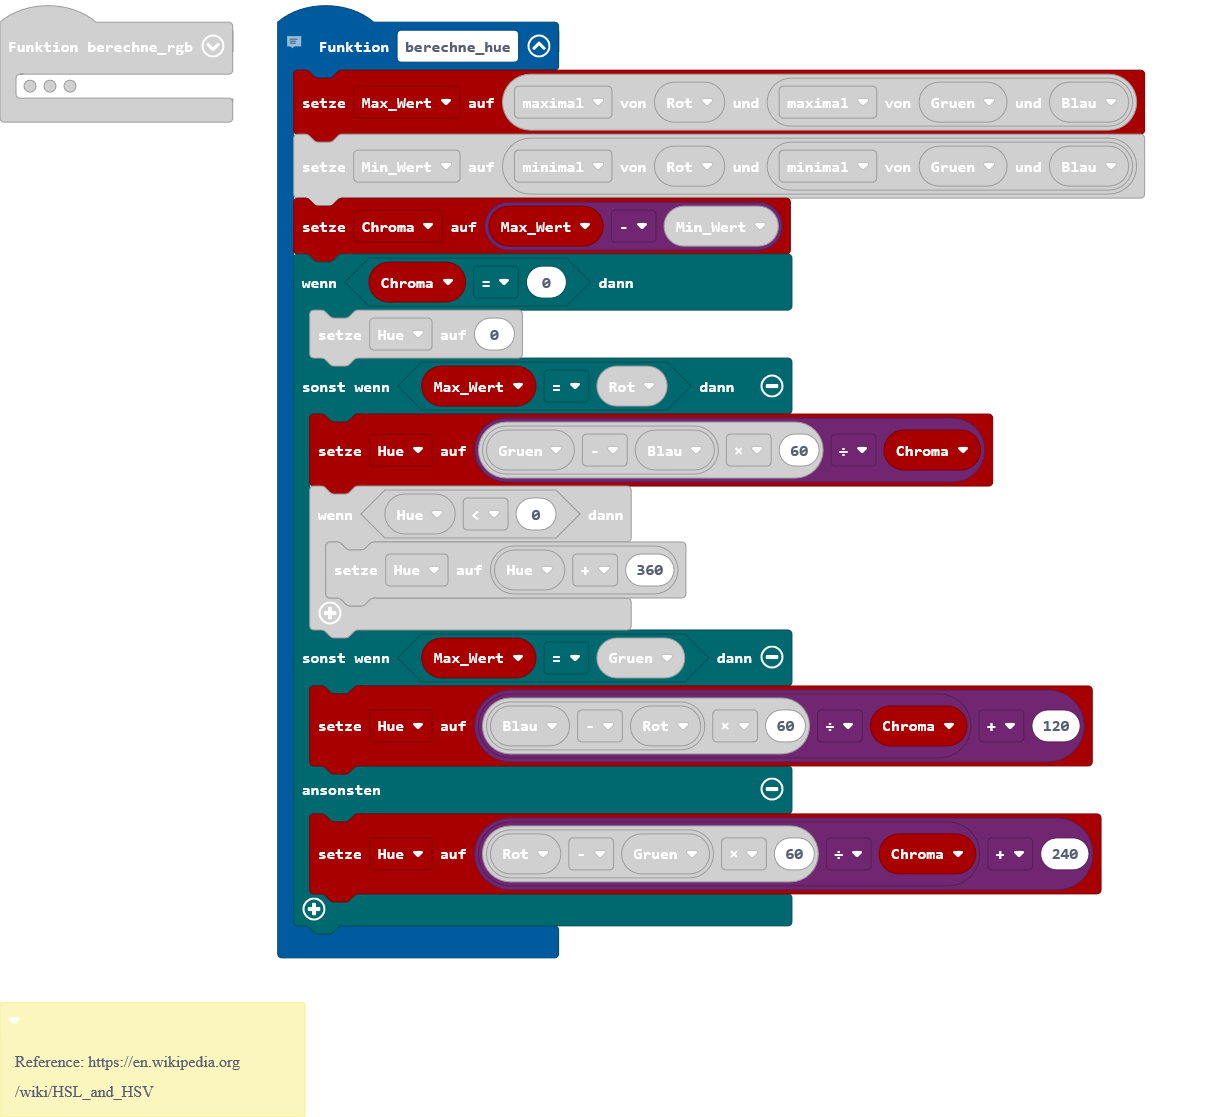 Funktion berechne_rgb
Funktion berechne_hue
setze Max_Wert auf maximal von Rot und maximal von Gruen und Blau
setze Min_Wert auf minimal von Rot und minimal von Gruen und Blau
setze Chroma auf Max_Wert - Min_Wert
wenn Chroma = 0 dann
setze Hue auf 0
sonst wenn Max_Wert = Rot dann
setze Hue auf Gruen - Blau × 60 ÷ Chroma
wenn Hue < 0 dann
setze Hue auf Hue + 360
sonst wenn Max_Wert = Gruen dann
setze Hue auf Blau - Rot × 60 ÷ Chroma + 120
ansonsten
setze Hue auf Rot - Gruen × 60 ÷ Chroma + 240
Reference: https://en.wikipedia.org
/wiki/HSL_and_HSV